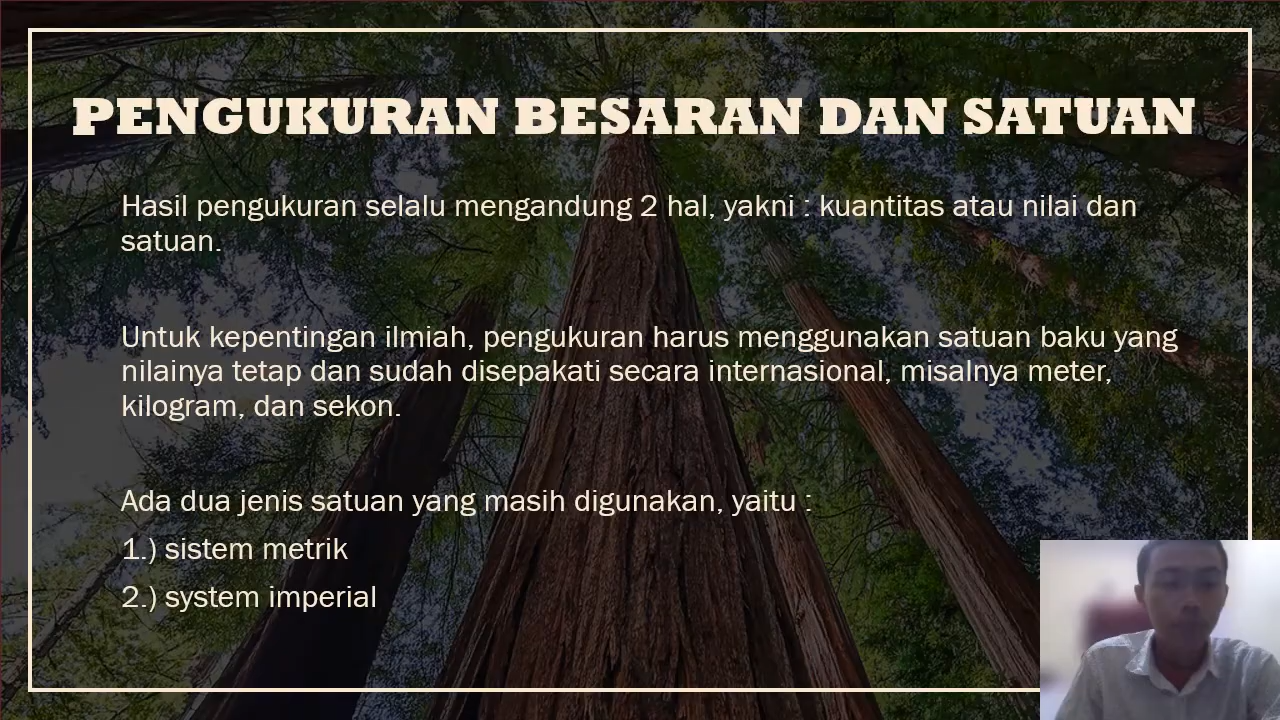 PENGUKURAN BESARAN DAN SATUAN
Hasil pengukuran selalu mengandung 2 hal, yakni : kuantitas atau nilai dan
satuan.
Untuk kepentingan ilmiah, pengukuran harus menggunakan satuan baku yang
nilainya tetap dan sudah disepakati secara internasional, misalnya meter,
kilogram, dan sekon.
Ada dua jenis satuan yang masih digunakan, yaitu :
1.) sistem metrik
2.) system imperial